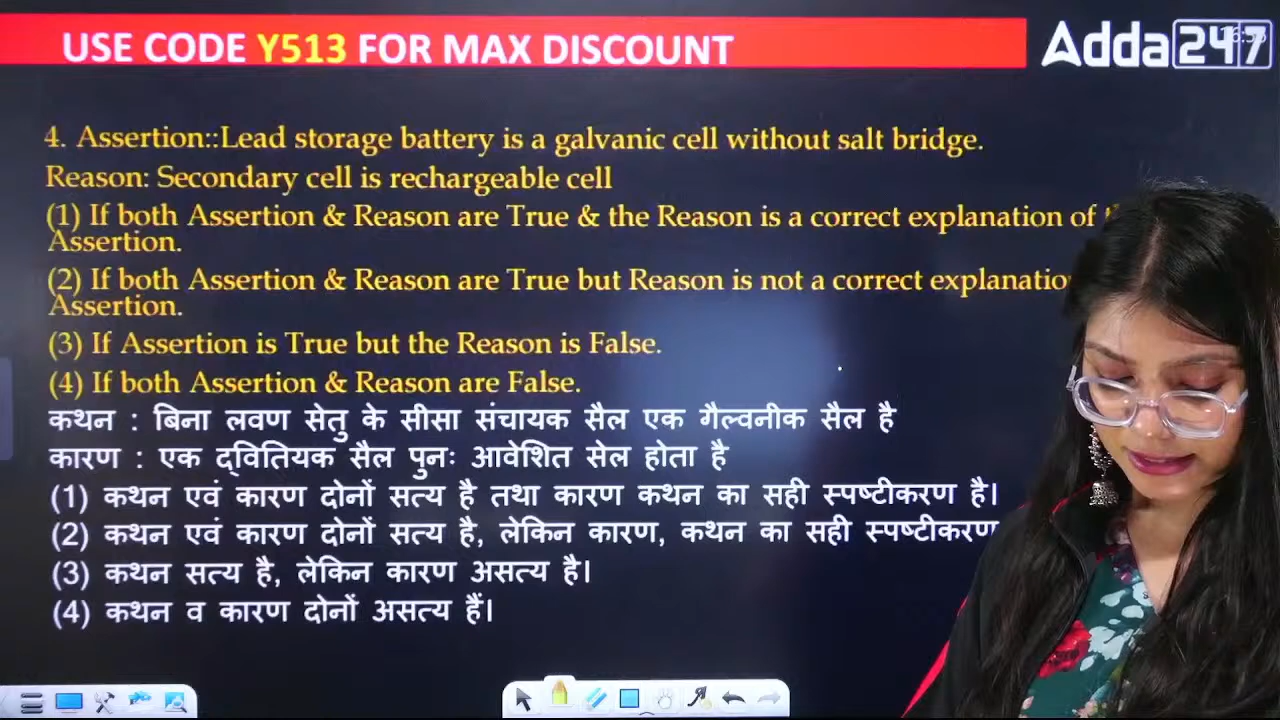 USE CODE Y513 FOR MAX DISCOUNT
Adda247
4. Assertion::Lead storage battery is a galvanic cell without salt bridge.
Reason: Secondary cell is rechargeable cell
(1) If both Assertion & Reason are True & the Reason is a correct explanation of
Assertion.
(2) If both Assertion & Reason are True but Reason is not a correct
Assertion.
(3) If Assertion is True but the Reason is False.
(4) If both Assertion & Reason are False.
कथन : बिना लवण सेतु के सीसा संचायक सैल एक गैल्वनीक सैल है
कारण : एक द्वितियक सैल पुनः आवेशित सेल होता है
(1) कथन एवं कारण दोनों सत्य है तथा कारण कथन का सही स्पष्टीकरण है।
(2) कथन एवं कारण दोनों सत्य है, लेकिन कारण, कथन का सही स्पष्टीकरण
(3) कथन सत्य है, लेकिन कारण असत्य है।
(4) कथन व कारण दोनों असत्य हैं।